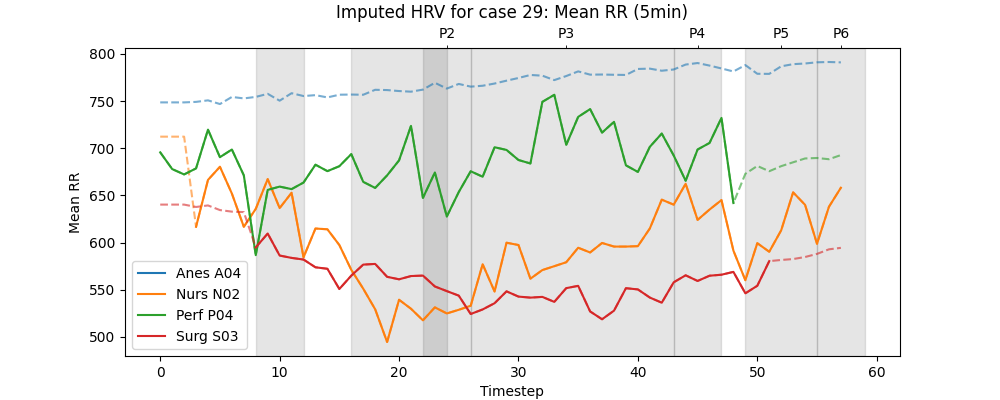 Imputed HRV for case 29: Mean RR (5min)
P2 P3 P4 P5 P6
800
750
700
650
600
550
500
Mean RR
Anes A04
Nurs N02
Perf P04
Surg S03
0 10 20 30 40 50 60
Timestep